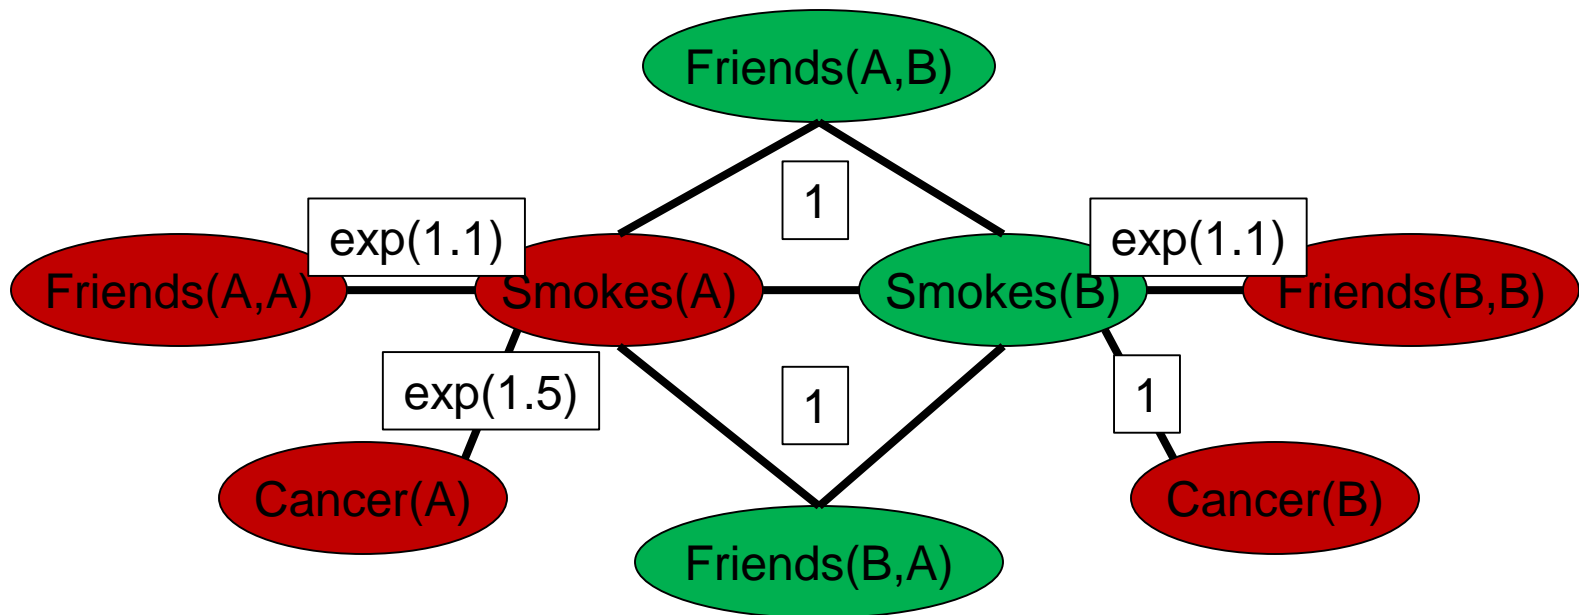 Friends(A,B)
1
exp(1.1)
exp(1.1)
Friends(A,A)
Smokes(A)
Smokes(B)
Friends(B,B)
exp(1.5)
1
1
Cancer(A)
Cancer(B)
Friends(B,A)